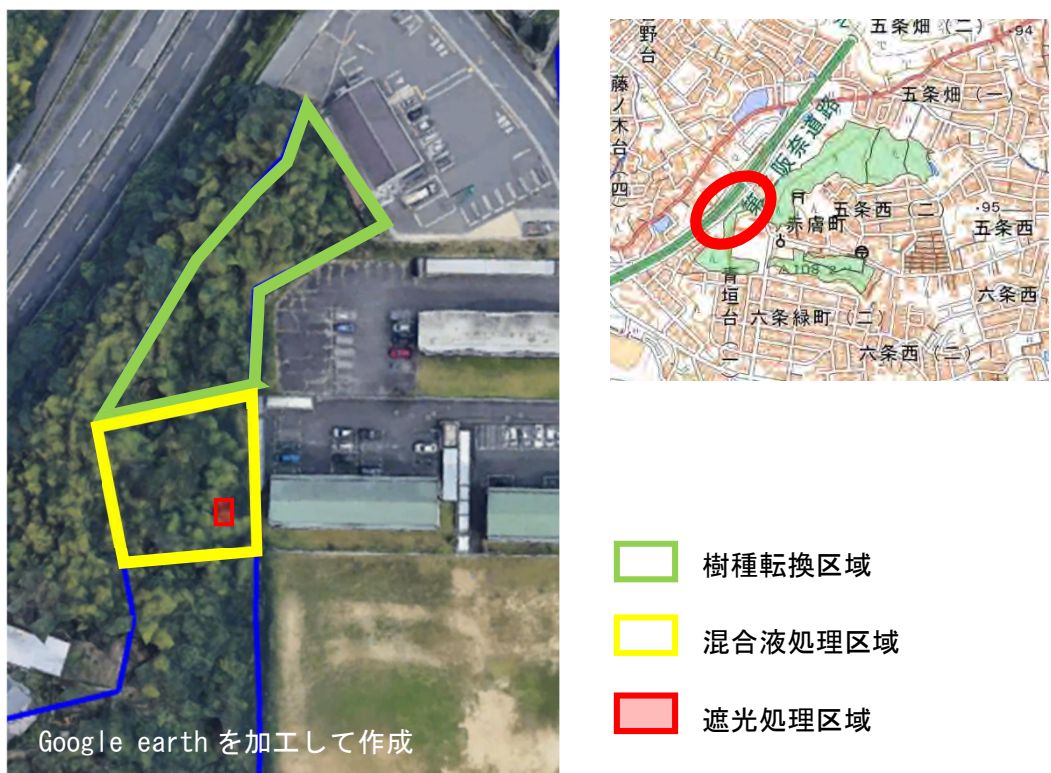 Google earth を加工して作成
野台
五条畑（二）
・94
藤ノ木台（四）
五条畑（一）
阪奈道路
五条西（二）
・95
赤膚町
五条西
108.2
青垣台（一
六条緑町（二）
六条西
六条西（二）
樹種転換区域
混合液処理区域
遮光処理区域